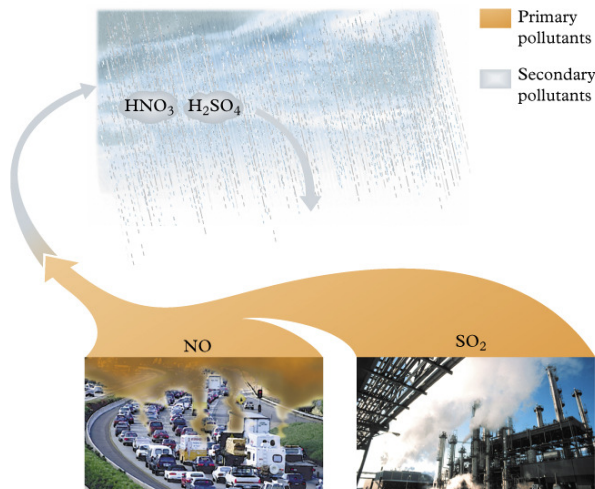 Primary
pollutants
Secondary
pollutants
HNO₃ H₂SO₄
NO SO₂